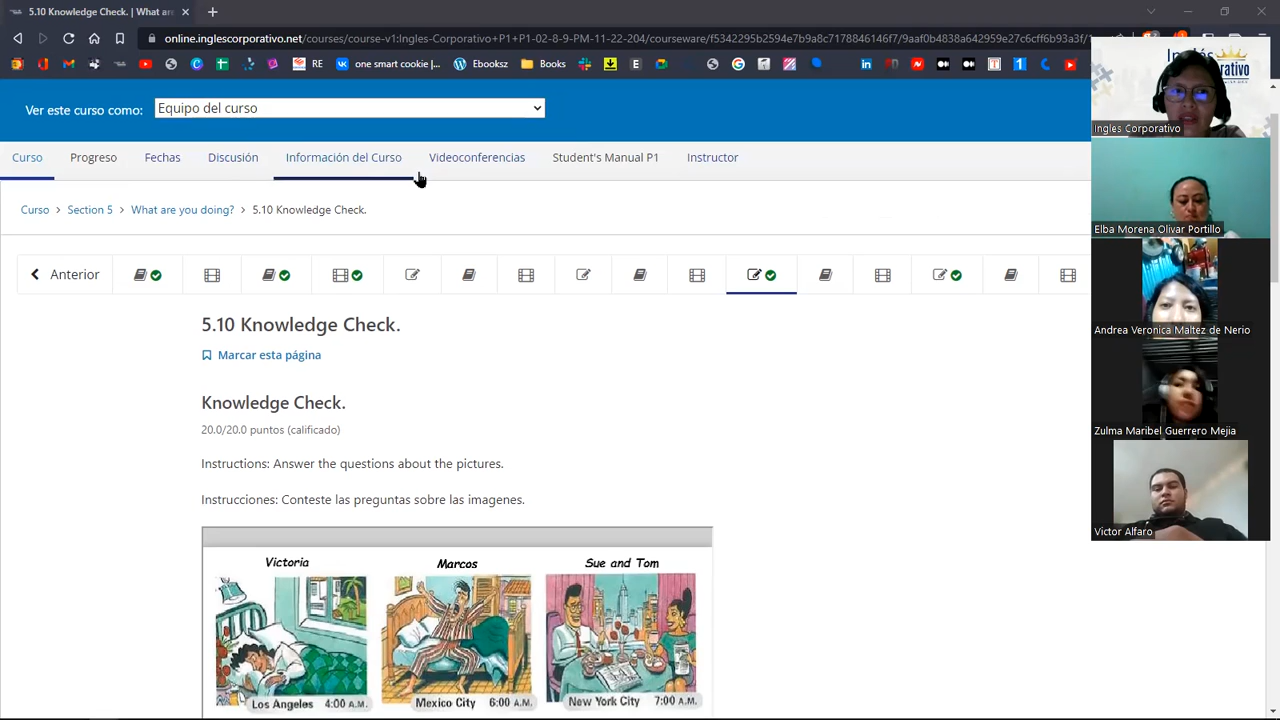 5.10 Knowledge Check. | What are
online.inglescorporativo.net/courses/course-v1:Ingles-Corporativo+P1+P1-02-8-9-PM-11-22-204/courseware/
RE
one smart cookie |...
Ver este curso como:
Equipo del curso
Curso
Progreso
Fechas
Discusión
Información del Curso
Videoconferencias
Student's Manual P1
Instructor
Curso > Section 5 > What are you doing? > 5.10 Knowledge Check.
Anterior
5.10 Knowledge Check.
Marcar esta página
Knowledge Check.
20.0/20.0 puntos (calificado)
Instructions: Answer the questions about the pictures.
Instrucciones: Conteste las preguntas sobre las imagenes.
Victoria
Marcos
Sue and Tom
Los Angeles 4:00 A.M.
Mexico City 6:00 A.M.
New York City 7:00 A.M.
Ingles Corporativo
Elba Morena Olivar Portillo
Andrea Veronica Maltez de Nerio
Zulma Maribel Guerrero Mejia
Victor Alfaro